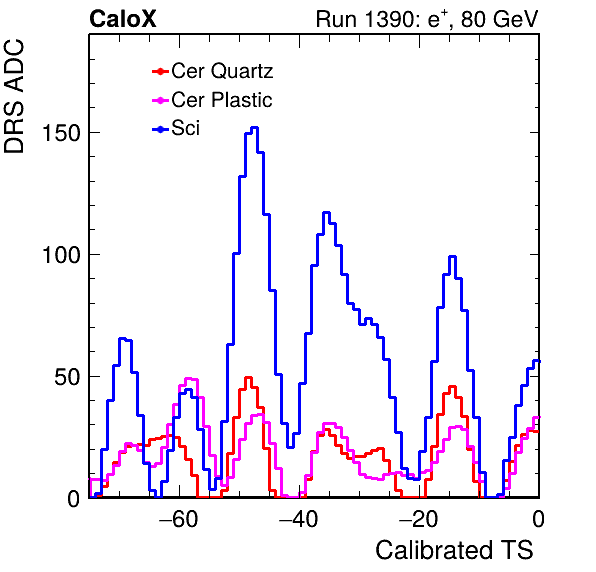 CaloX Run 1390: e⁺, 80 GeV
DRS ADC
Cer Quartz
Cer Plastic
Sci
150
100
50
0
−60 −40 −20 0
Calibrated TS